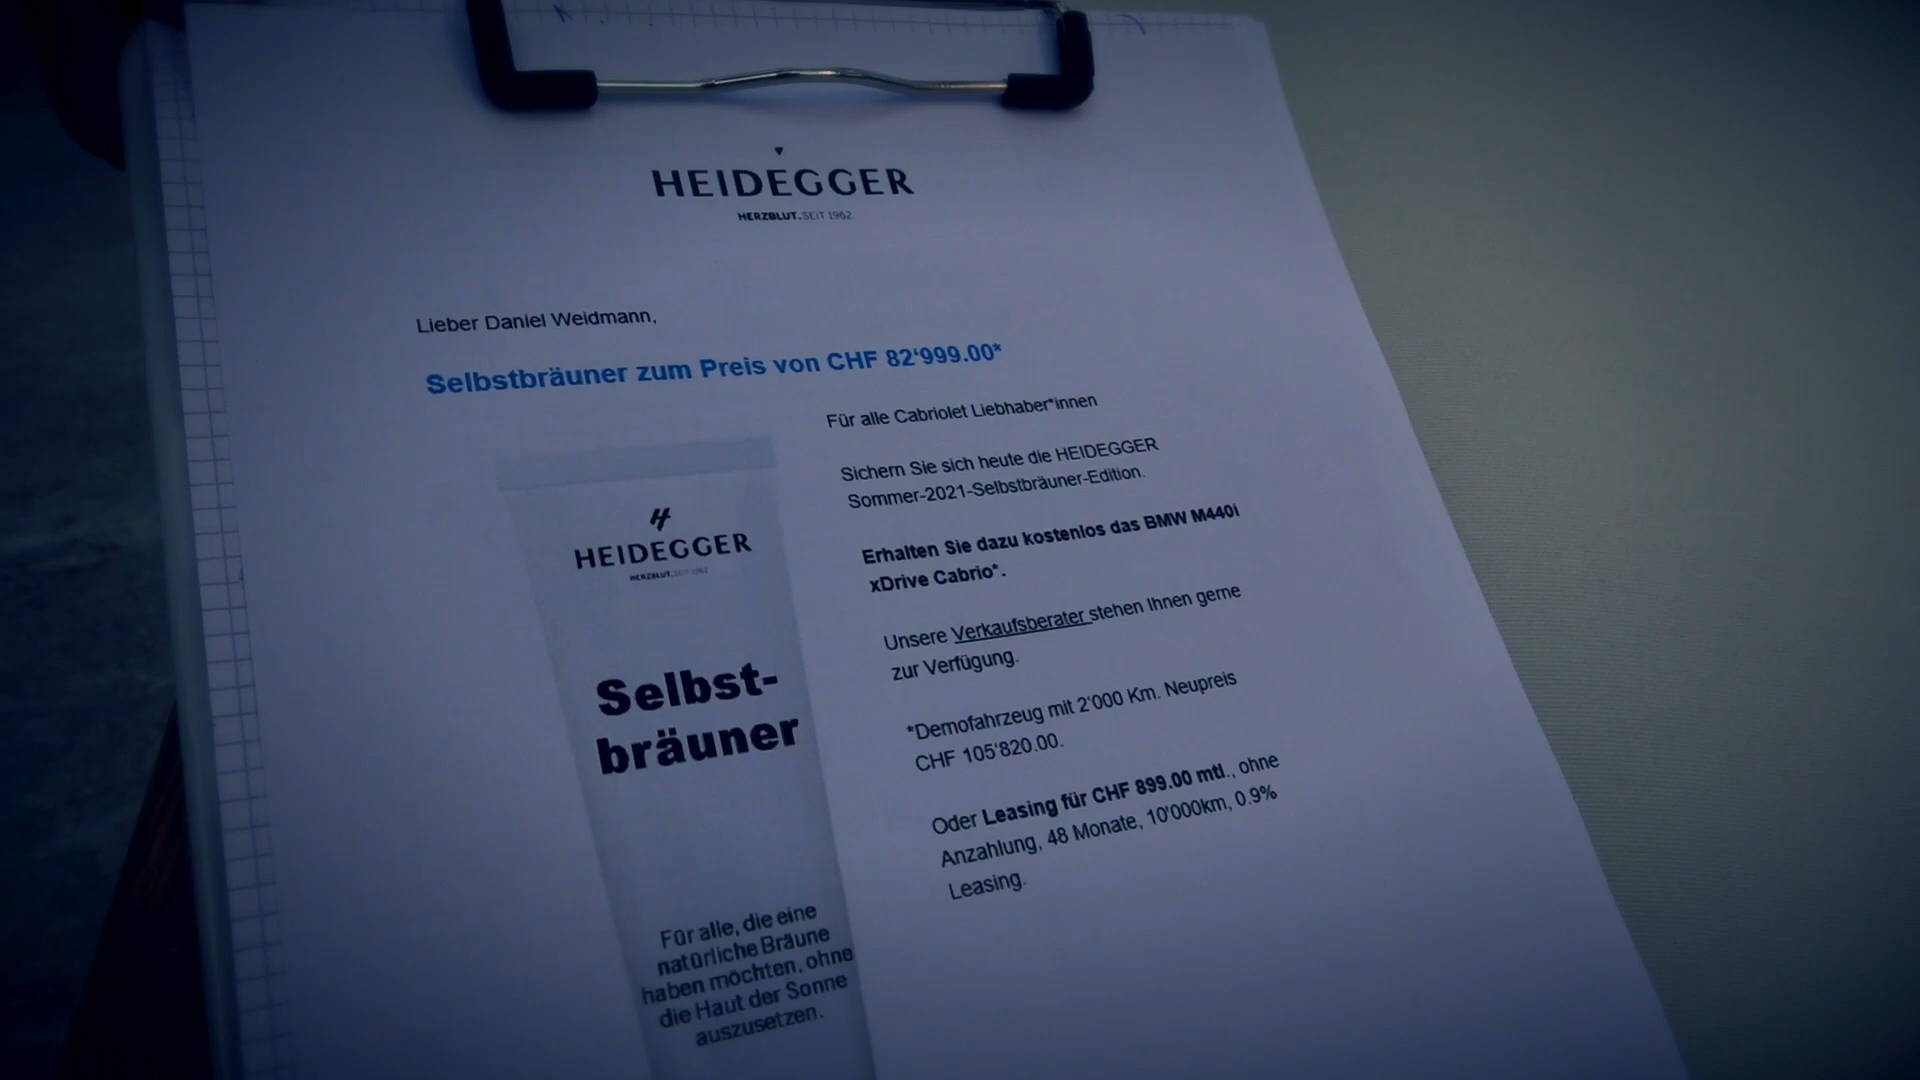 HEIDEGGER
HERZBLUT. SEIT 1962
Lieber Daniel Weidmann,
Selbstbräuner zum Preis von CHF 82'999.00*
Für alle Cabriolet Liebhaber*innen
Sichern Sie sich heute die HEIDEGGER
Sommer-2021-Selbstbräuner-Edition.
Erhalten Sie dazu kostenlos das BMW M440i
xDrive Cabrio*.
Unsere Verkaufsberater stehen Ihnen gerne
zur Verfügung.
*Demofahrzeug mit 2'000 Km. Neupreis
CHF 105'820.00.
Oder Leasing für CHF 899.00 mtl., ohne
Anzahlung, 48 Monate, 10'000km, 0.9%
Leasing.
H
HEIDEGGER
HERZBLUT. SEIT 1962
Selbst-
bräuner
Für alle, die eine
natürliche Bräune
haben möchten, ohne
die Haut der Sonne
auszusetzen.